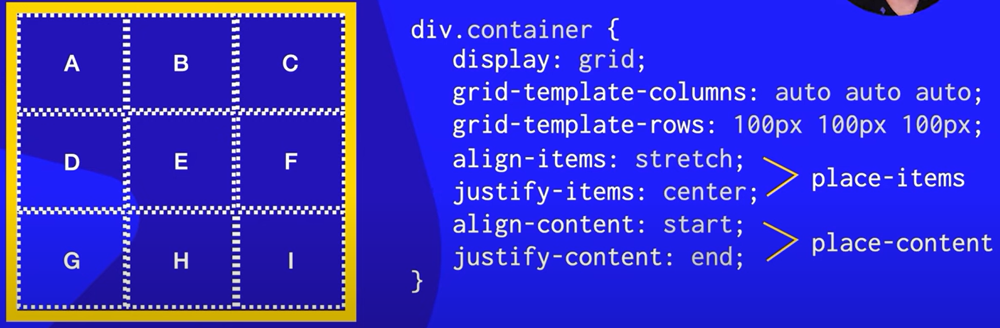 A B C
D E F
G H I
div.container {
display: grid;
grid-template-columns: auto auto auto;
grid-template-rows: 100px 100px 100px;
align-items: stretch;
justify-items: center;
place-items
align-content: start;
justify-content: end;
place-content
}